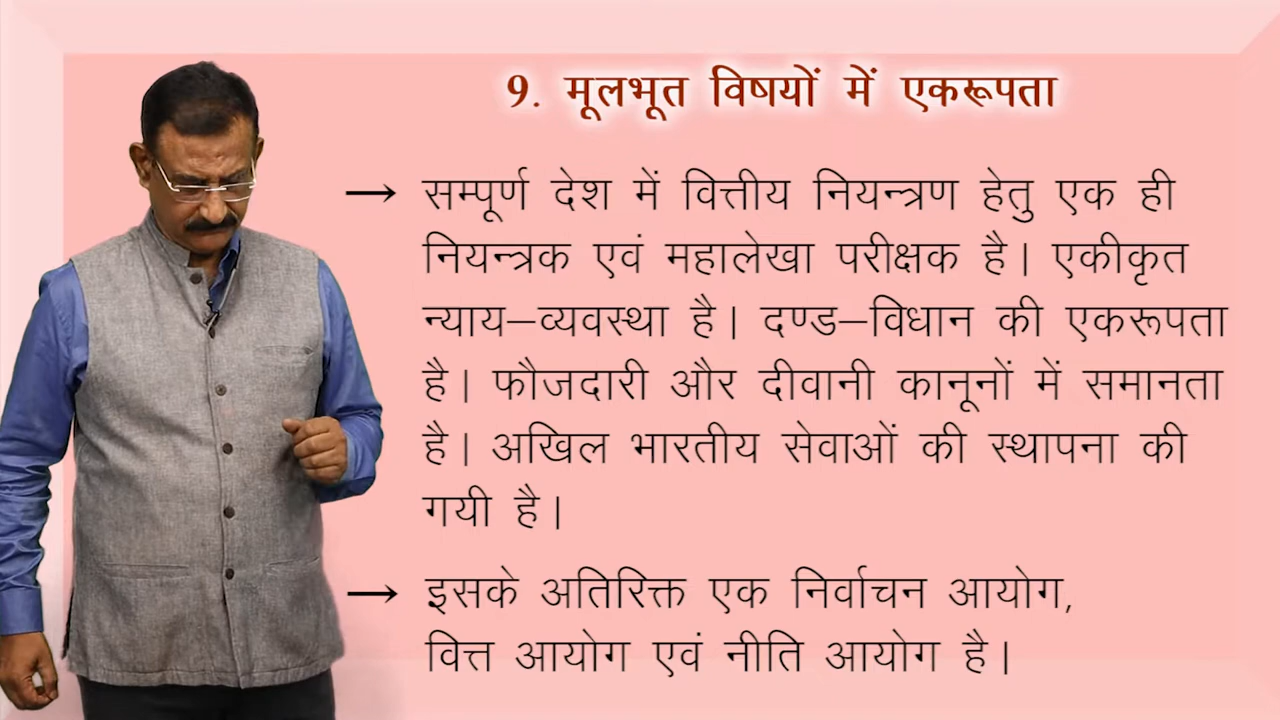 9. मूलभूत विषयों में एकरूपता
→ सम्पूर्ण देश में वित्तीय नियन्त्रण हेतु एक ही
नियन्त्रक एवं महालेखा परीक्षक है।  एकीकृत
न्याय–व्यवस्था है। दण्ड–विधान की एकरूपता
है। फौजदारी और दीवानी कानूनों में समानता
है। अखिल भारतीय सेवाओं की स्थापना की
गयी है।
→ इसके अतिरिक्त एक निर्वाचन आयोग,
वित्त आयोग एवं नीति आयोग है।